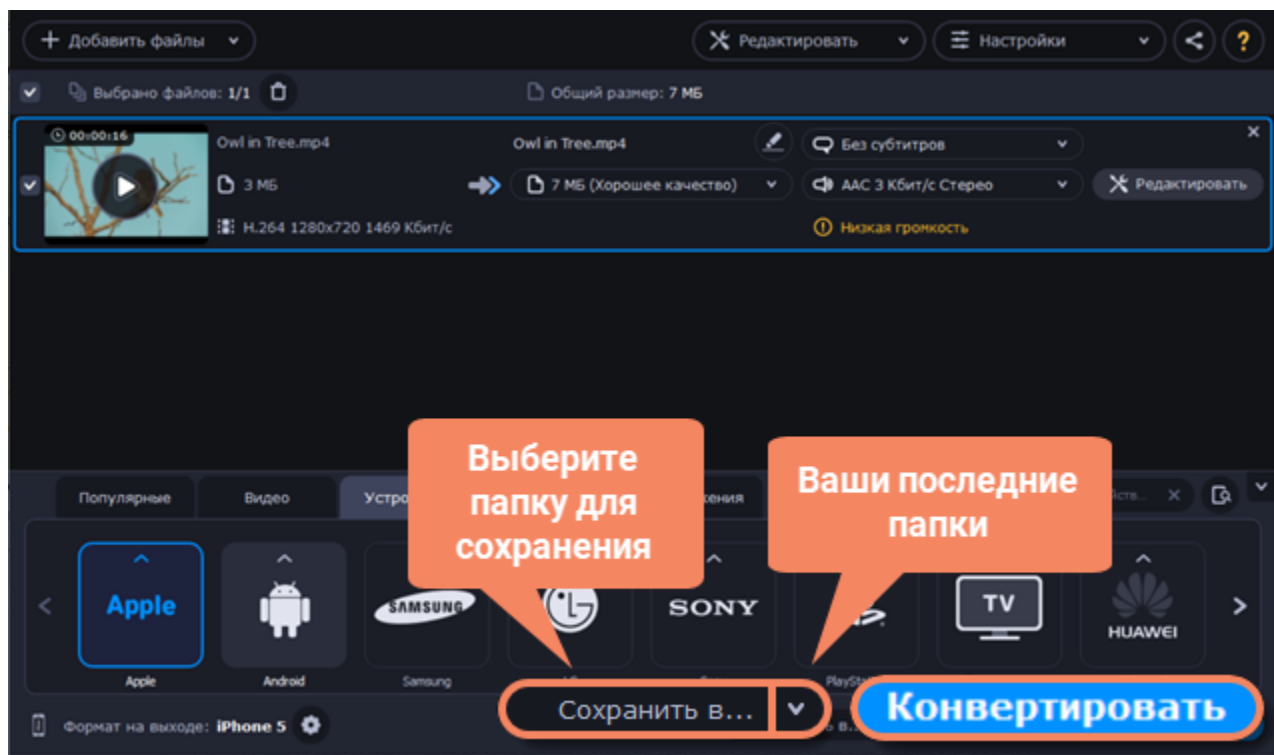 Добавить файлы
Редактировать
Настройки
?
Выбрано файлов: 1/1
Общий размер: 7 МБ
00:00:16
Owl in Tree.mp4
Owl in Tree.mp4
Без субтитров
3 МБ
7 МБ (Хорошее качество)
AAC 3 Кбит/с Стерео
Редактировать
H.264 1280x720 1469 Кбит/с
Низкая громкость
Выберите
папку для
сохранения
Ваши последние
папки
Популярные
Видео
Apple
SAMSUNG
SONY
TV
HUAWEI
Apple
Android
Samsung
Формат на выходе: iPhone 5
Сохранить в...
Конвертировать